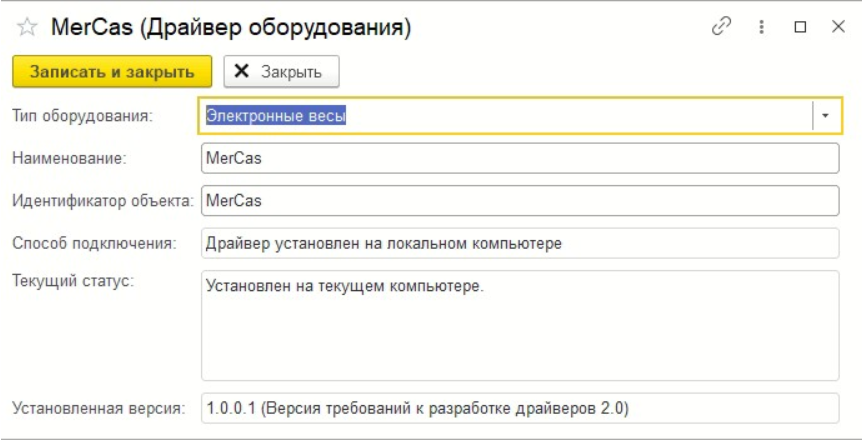 MerCas (Драйвер оборудования)
Записать и закрыть
Закрыть
Тип оборудования: Электронные весы
Наименование: MerCas
Идентификатор объекта: MerCas
Способ подключения: Драйвер установлен на локальном компьютере
Текущий статус: Установлен на текущем компьютере.
Установленная версия: 1.0.0.1 (Версия требований к разработке драйверов 2.0)